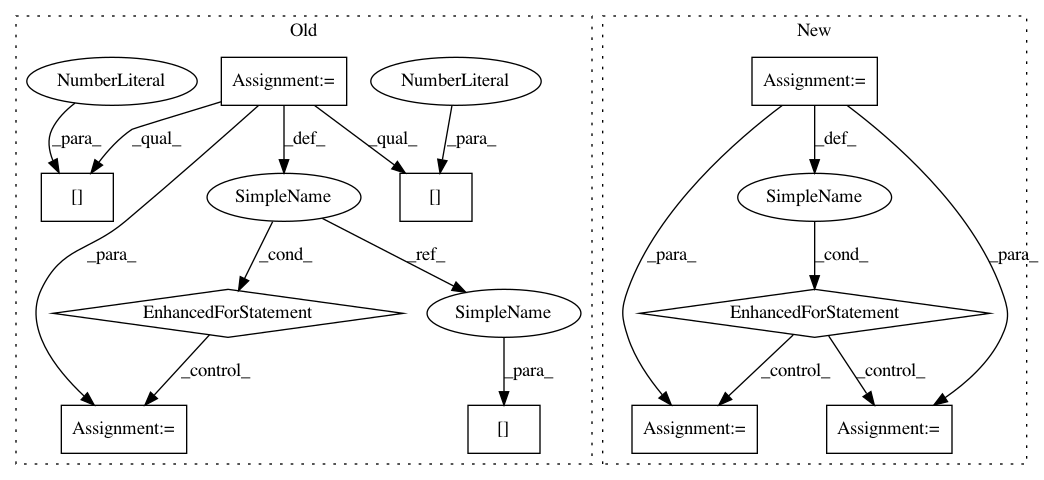 Old
New
NumberLiteral
Assignment:=
NumberLiteral
Assignment:=
_para_
_qual_
_def_
_qual_
_para_
_def_
[]
SimpleName
[]
SimpleName
_para_
_cond_
_ref_
_para_
_cond_
_para_
EnhancedForStatement
SimpleName
EnhancedForStatement
_control_
_para_
_control_
_control_
Assignment:=
[]
Assignment:=
Assignment:=